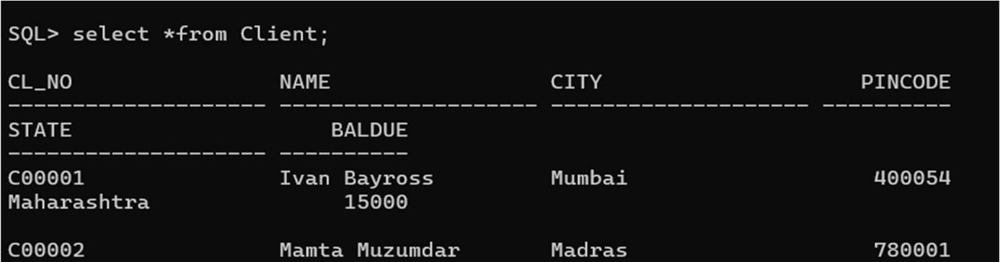 SQL> select *from Client;
CL_NO NAME CITY PINCODE
-------------------- -------------------- -------------------- ----------
STATE BALDUE
-------------------- ----------
C00001 Ivan Bayross Mumbai 400054
Maharashtra 15000
C00002 Mamta Muzumdar Madras 780001